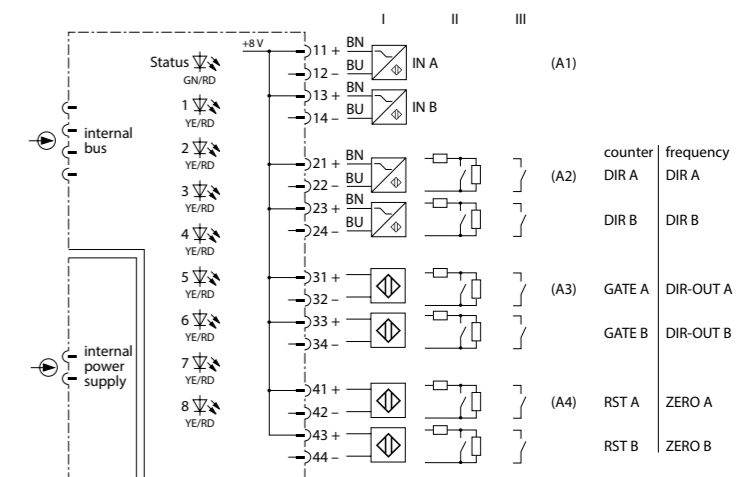 I II III
+8 V
Status
GN/RD
11 + BN
12 – BU IN A (A1)
13 + BN
14 – BU IN B
1
YE/RD
internal
bus
2
YE/RD
counter frequency
21 + BN
22 – BU (A2) DIR A DIR A
23 + BN
24 – BU DIR B DIR B
3
YE/RD
4
YE/RD
31 +
32 – (A3) GATE A DIR-OUT A
33 +
34 – GATE B DIR-OUT B
5
YE/RD
6
YE/RD
internal
power
supply
7
YE/RD
8
YE/RD
41 +
42 – (A4) RST A ZERO A
43 +
44 – RST B ZERO B